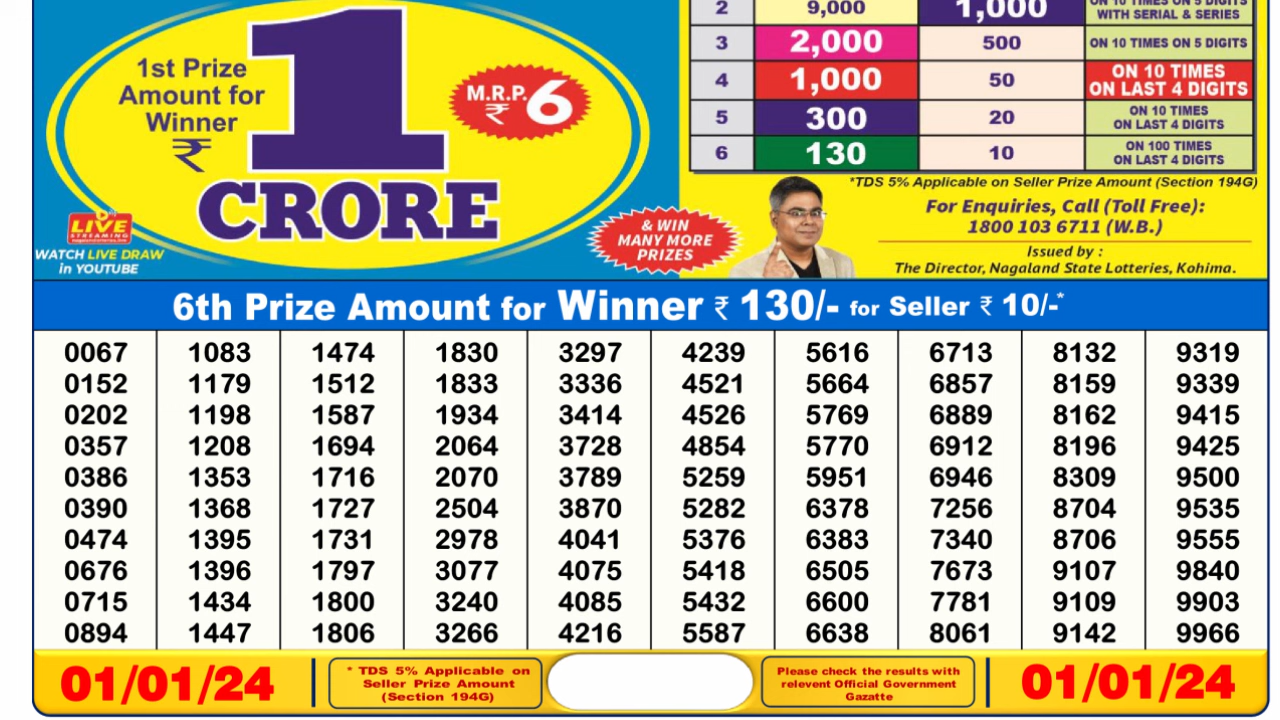 1st Prize
Amount for
Winner
₹
1
CRORE
M.R.P.
₹ 6
LIVE
STREAMING
WATCH LIVE DRAW
in YOUTUBE
& WIN
MANY MORE
PRIZES
2 9,000 1,000 ON 10 TIMES ON 5 DIGITS
WITH SERIAL & SERIES
3 2,000 500 ON 10 TIMES ON 5 DIGITS
4 1,000 50 ON 10 TIMES
ON LAST 4 DIGITS
5 300 20 ON 10 TIMES
ON LAST 4 DIGITS
6 130 10 ON 100 TIMES
ON LAST 4 DIGITS
*TDS 5% Applicable on Seller Prize Amount (Section 194G)
For Enquiries, Call (Toll Free):
1800 103 6711 (W.B.)
Issued by :
The Director, Nagaland State Lotteries, Kohima.
6th Prize Amount for Winner ₹ 130/- for Seller ₹ 10/-*
0067 1083 1474 1830 3297 4239 5616 6713 8132 9319
0152 1179 1512 1833 3336 4521 5664 6857 8159 9339
0202 1198 1587 1934 3414 4526 5769 6889 8162 9415
0357 1208 1694 2064 3728 4854 5770 6912 8196 9425
0386 1353 1716 2070 3789 5259 5951 6946 8309 9500
0390 1368 1727 2504 3870 5282 6378 7256 8704 9535
0474 1395 1731 2978 4041 5376 6383 7340 8706 9555
0676 1396 1797 3077 4075 5418 6505 7673 9107 9840
0715 1434 1800 3240 4085 5432 6600 7781 9109 9903
0894 1447 1806 3266 4216 5587 6638 8061 9142 9966
01/01/24
* TDS 5% Applicable on
Seller Prize Amount
(Section 194G)
Please check the results with
relevent Official Government
Gazatte
01/01/24